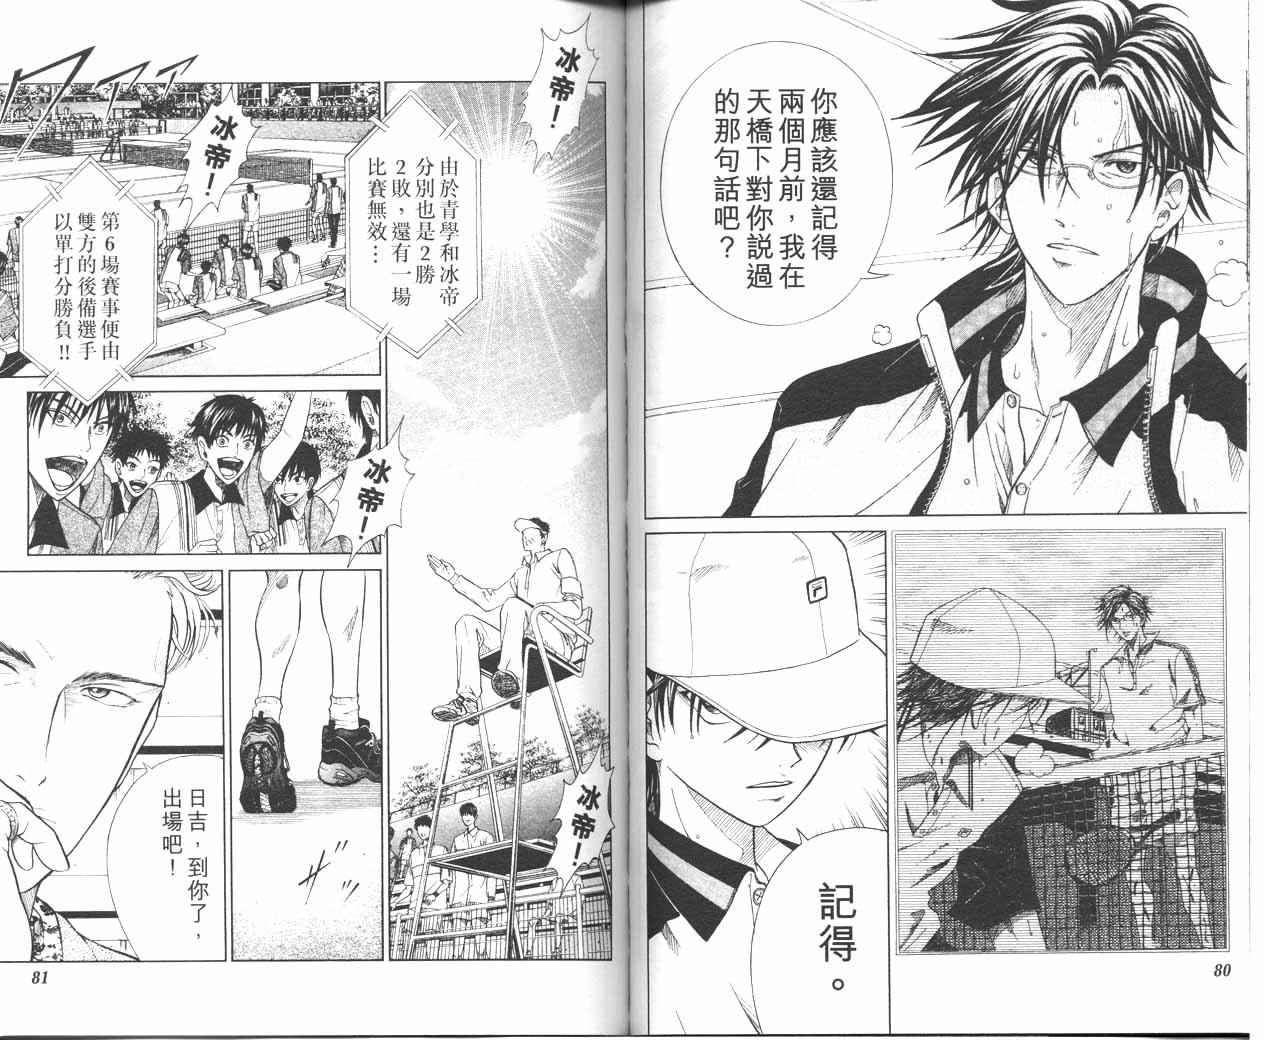 你應該還記得
兩個月前，我在
天橋下對你說過
的那句話吧？
記得。
80
冰帝！
由於青學和冰帝
分別也是2勝
2敗，還有一場
比賽無效…
冰帝！
第6場賽事便由
雙方的後備選手
以單打分勝負!!
冰帝！
冰帝！
日吉，到你了，
出場吧！
81